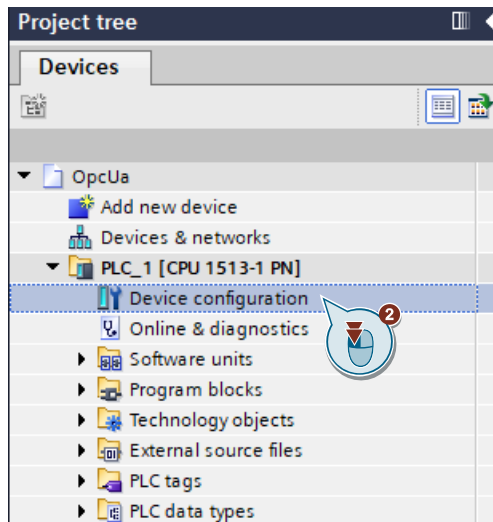 Project tree
Devices
OpcUa
Add new device
Devices & networks
PLC_1 [CPU 1513-1 PN]
Device configuration
2
Online & diagnostics
Software units
Program blocks
Technology objects
External source files
PLC tags
PLC data types